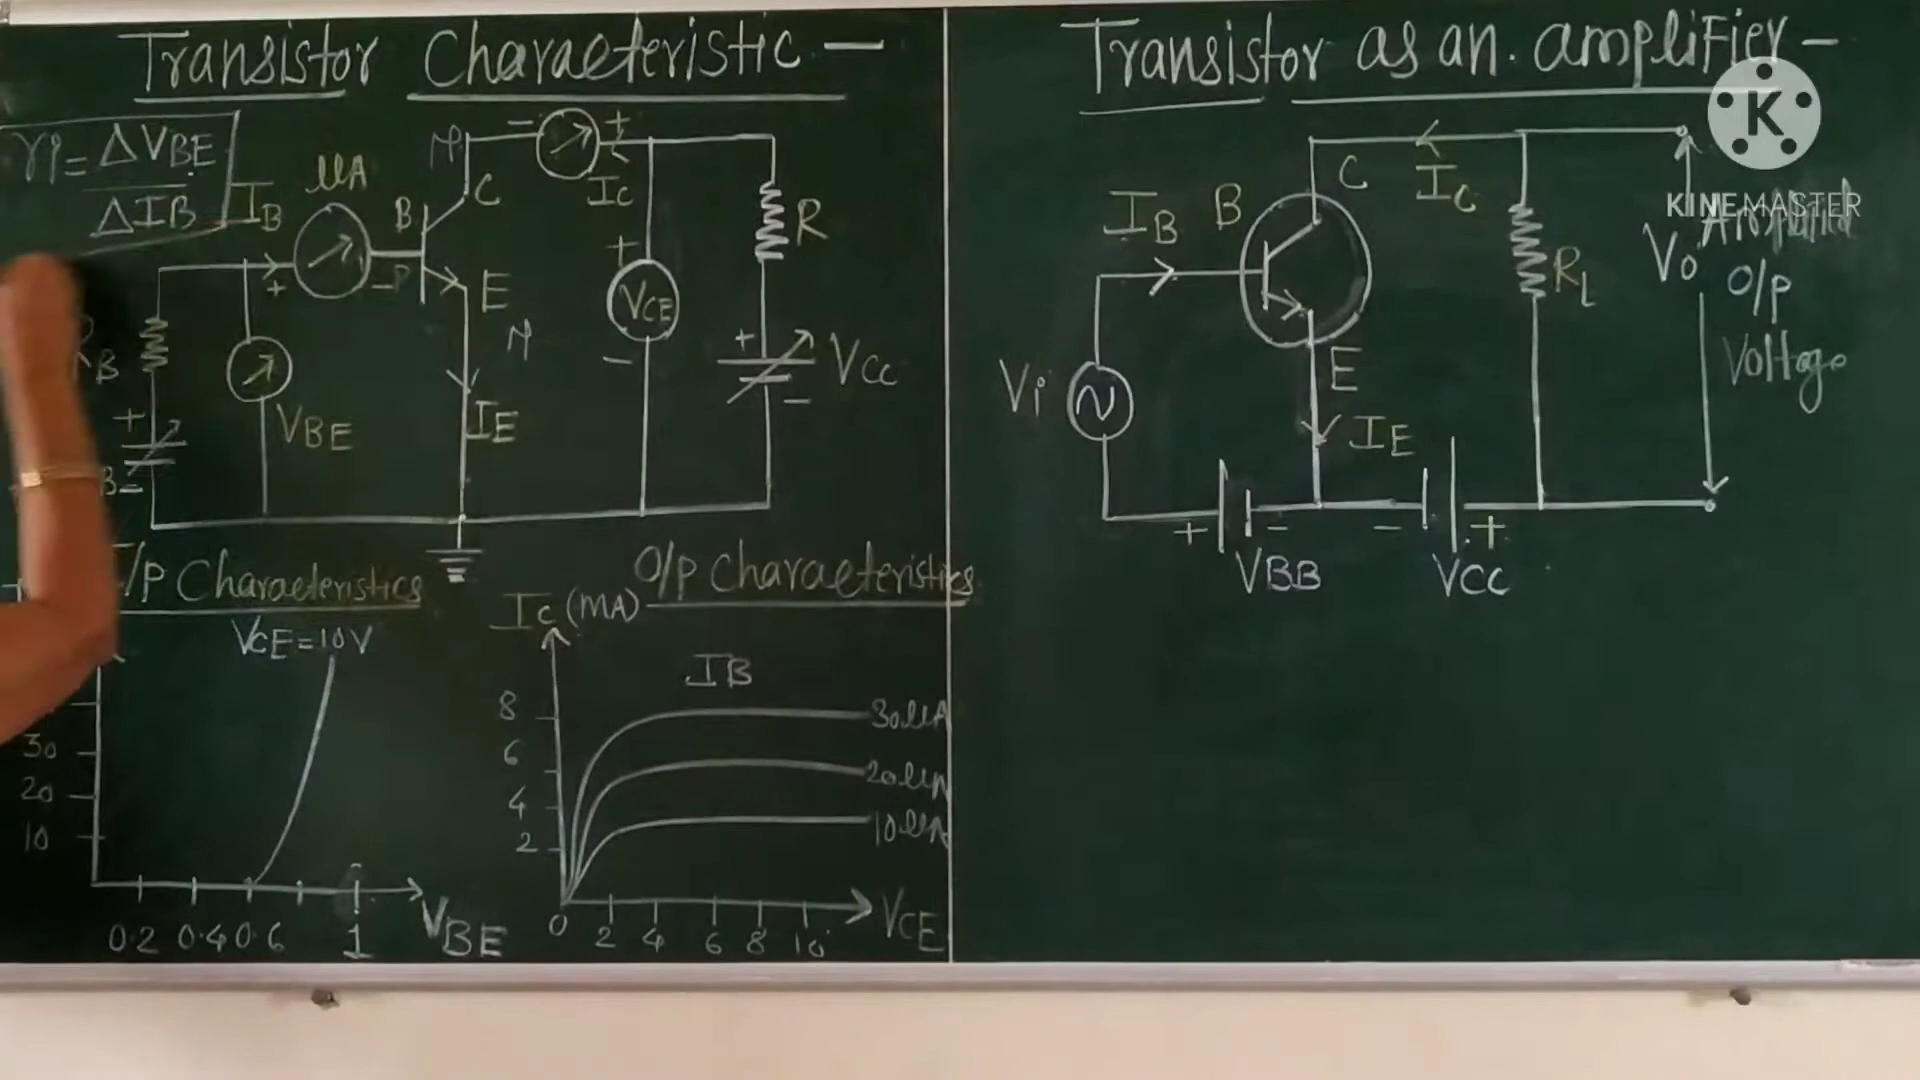 Transistor Characteristic -
ri = ΔVBE
ΔIB
IB
μA
B
C
N
P
E
N
- +
IC
+
VCE
-
R
+
VCC
-
+ -
RB
+
B-
VBE
IE
I/P Characteristics
VCE=10V
30
20
10
0.2 0.4 0.6 1 VBE
O/P Characteristics
IC (MA)
IB
8
6
4
2
30μA
20μA
10μA
0 2 4 6 8 10 VCE
Transistor as an. amplifier -
K
KINEMASTER
IB
B
C
IC
E
IE
Vi
RL
Vo
Amplified
O/p
Voltage
+ -
VBB
- +
VCC